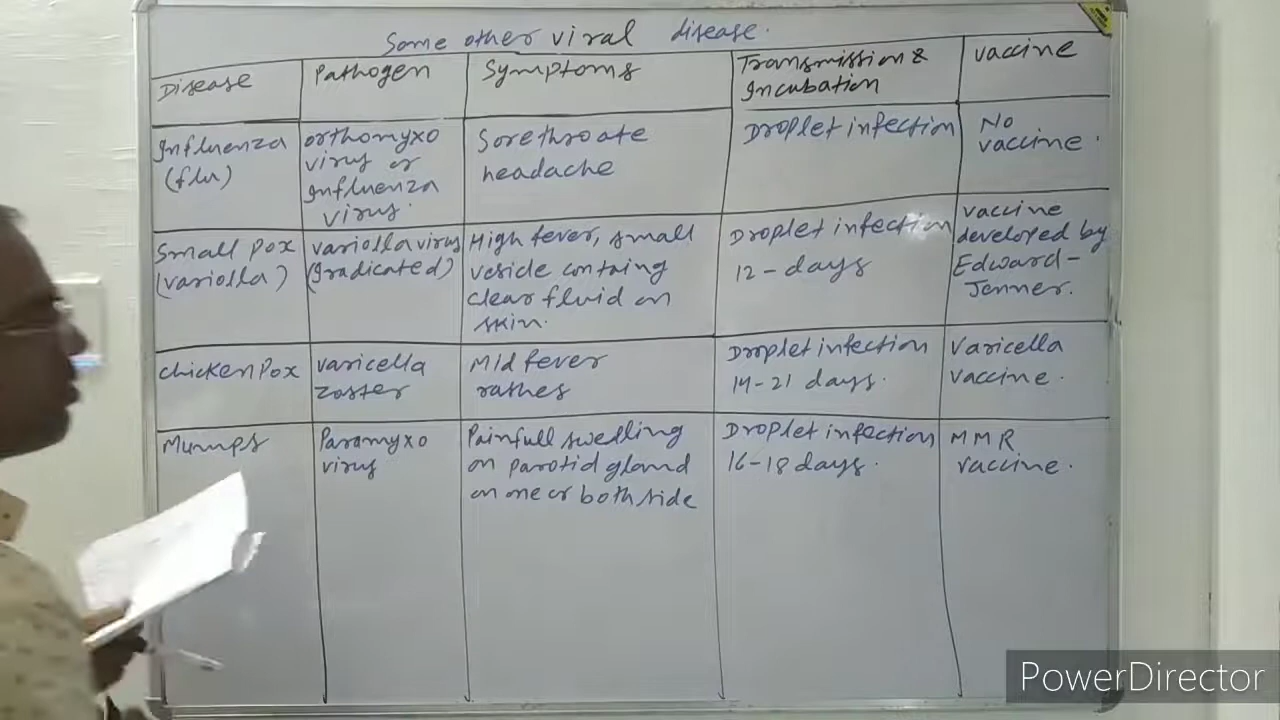 Some other viral disease.
Disease
Pathogen
Symptoms
Transmission &
Incubation
vaccine
Influenza
(flu)
orthomyxo
virus or
Influenza
virus.
Sorethroate
headache
Droplet infection
No
vaccine.
Small pox
(variolla)
variolla virus
(Iradicated)
High fever, small
vesicle containg
clear fluid on
skin.
Droplet infection
12-days
vaccine
developed by
Edward-
Jenner.
chicken Pox
varicella
zoster
Mid fever
rashes
Droplet infection
14-21 days.
Varicella
vaccine.
Mumps
Paramyxo
virus
Painfull swelling
on parotid gland
on one or both side
Droplet infection
16-18 days.
MMR
vaccine.
PowerDirector